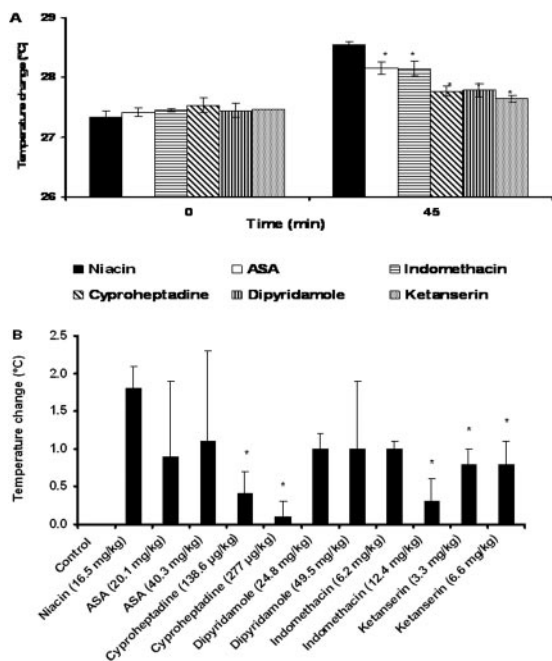 A
29
28
27
26
Temperature change (°C)
*
*
*
*
*
0
45
Time (min)
Niacin
ASA
Indomethacin
Cyproheptadine
Dipyridamole
Ketanserin
B
2.5
2.0
1.5
1.0
0.5
0.0
Temperature change (°C)
*
*
*
*
*
Control
Niacin (16.5 mg/kg)
ASA (20.1 mg/kg)
ASA (40.3 mg/kg)
Cyproheptadine (138.6 µg/kg)
Cyproheptadine (277 µg/kg)
Dipyridamole (24.8 mg/kg)
Dipyridamole (49.5 mg/kg)
Indomethacin (6.2 mg/kg)
Indomethacin (12.4 mg/kg)
Ketanserin (3.3 mg/kg)
Ketanserin (6.6 mg/kg)